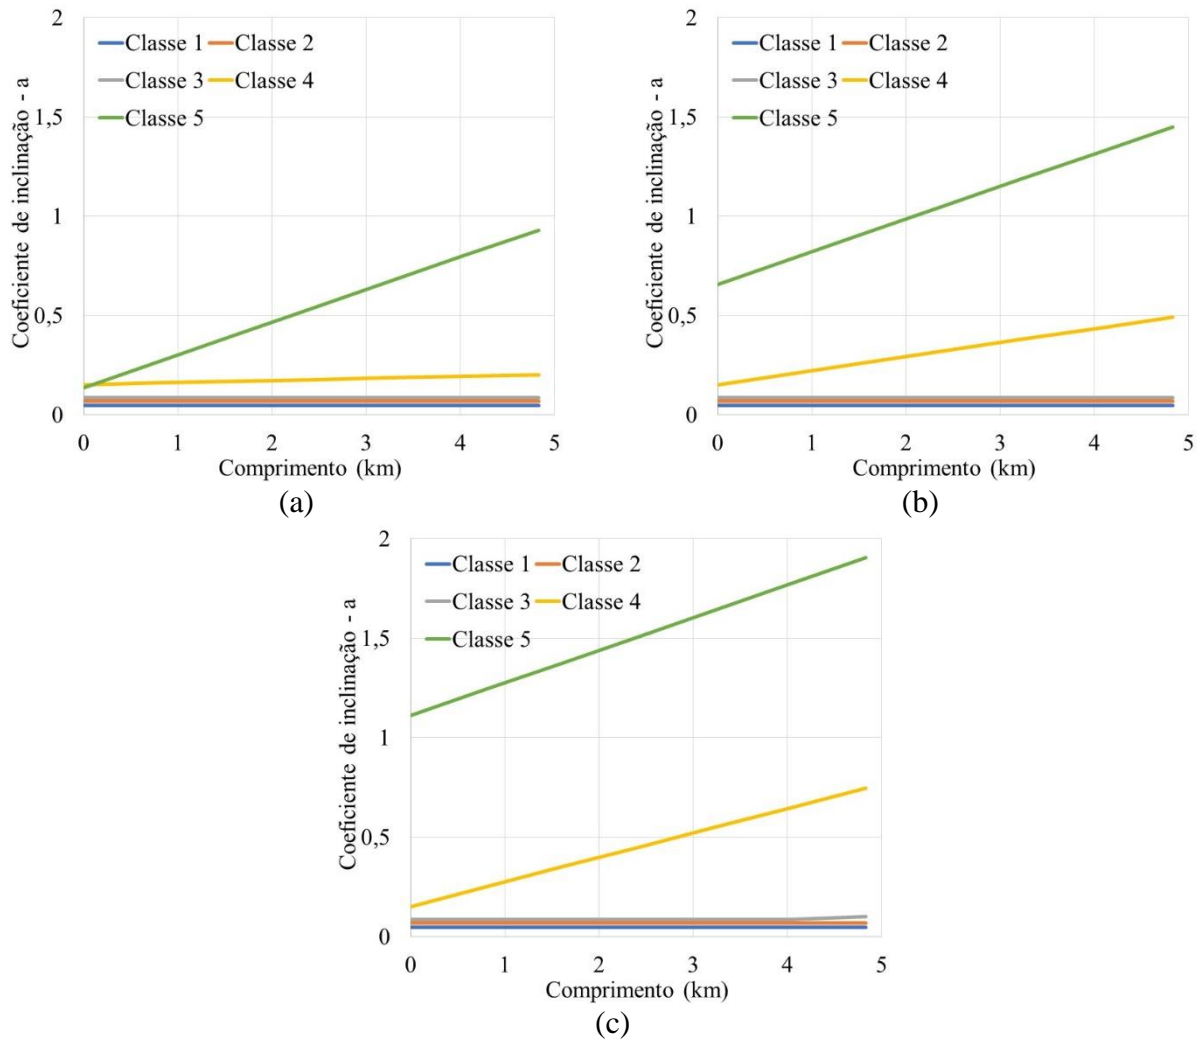 2
Classe 1 Classe 2
Classe 3 Classe 4
1,5
Classe 5
1
0,5
0
Coeficiente de inclinação - a
0 1 2 3 4 5
Comprimento (km)
(a)
2
Classe 1 Classe 2
Classe 3 Classe 4
1,5
Classe 5
1
0,5
0
Coeficiente de inclinação - a
0 1 2 3 4 5
Comprimento (km)
(b)
2
Classe 1 Classe 2
Classe 3 Classe 4
1,5
Classe 5
1
0,5
0
Coeficiente de inclinação - a
0 1 2 3 4 5
Comprimento (km)
(c)